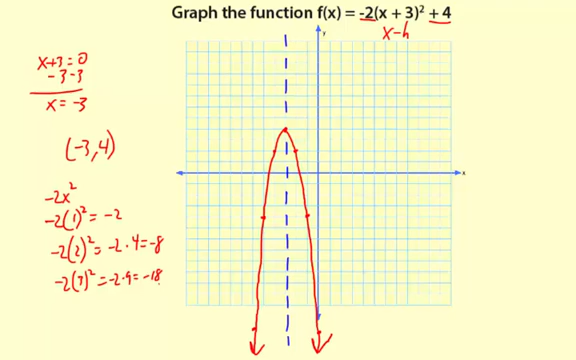 Graph the function f(x) = -2(x + 3)² + 4
x-h
x+3=0
-3 -3
x = -3
(-3,4)
-2x²
-2(1)² = -2
-2(2)² = -2·4=-8
-2(3)² = -2·9=-18
y
x